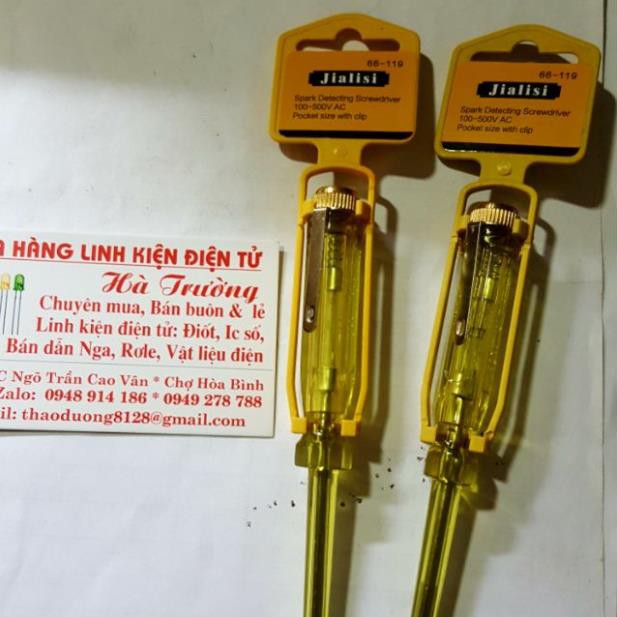 HÀNG LINH KIỆN ĐIỆN TỬ
Hà Trường
Chuyên mua, Bán buôn & lẻ
Linh kiện điện tử: Điốt, Ic số,
Bán dẫn Nga, Rơle, Vật liệu điện
C Ngõ Trần Cao Vân * Chợ Hòa Bình
Zalo: 0948 914 186 * 0949 278 788
il: thaoduong8128@gmail.com
66-119
Jialisi
Spark Detecting Screwdriver
100-500V AC
Pocket size with clip
66-119
Jialisi
Spark Detecting Screwdriver
100-500V AC
Pocket size with clip